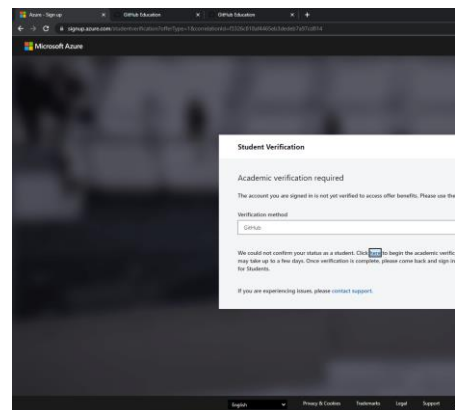 Azure - Sign up
GitHub Education
GitHub Education
Microsoft Azure
Student Verification
Academic verification required
The account you are signed in is not yet verified to access offer benefits. Please use the
Verification method
GitHub
We could not confirm your status as a student. Click here to begin the academic verific
may take up to a few days. Once verification is complete, please come back and sign in
for Students.
If you are experiencing issues, please contact support.
English
Privacy & Cookies
Trademarks
Legal
Support